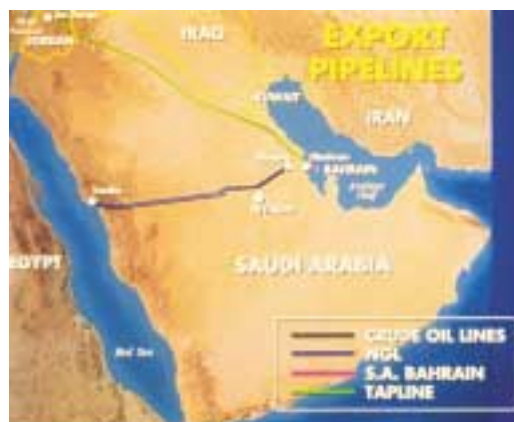 EXPORT
PIPELINES
IRAQ
JORDAN
KUWAIT
IRAN
BAHRAIN
EGYPT
SAUDI ARABIA
Red Sea
CRUDE OIL LINES
NGL
S.A. BAHRAIN
TAPLINE